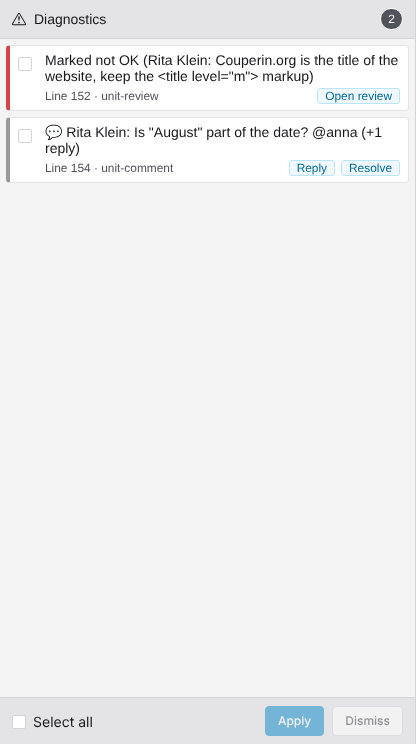 Diagnostics
2
Marked not OK (Rita Klein: Couperin.org is the title of the
website, keep the <title level="m"> markup)
Line 152 · unit-review
Open review
💬 Rita Klein: Is "August" part of the date? @anna (+1
reply)
Line 154 · unit-comment
Reply
Resolve
Select all
Apply
Dismiss